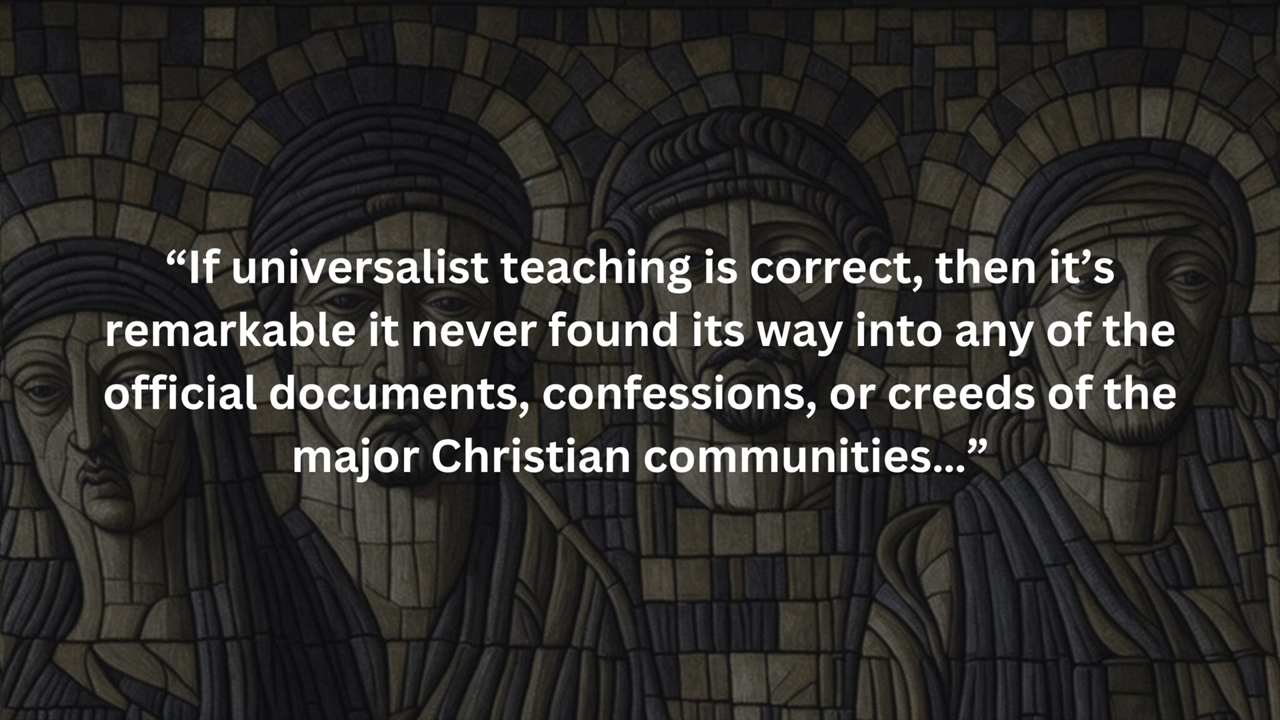 “If universalist teaching is correct, then it’s
remarkable it never found its way into any of the
official documents, confessions, or creeds of the
major Christian communities...”